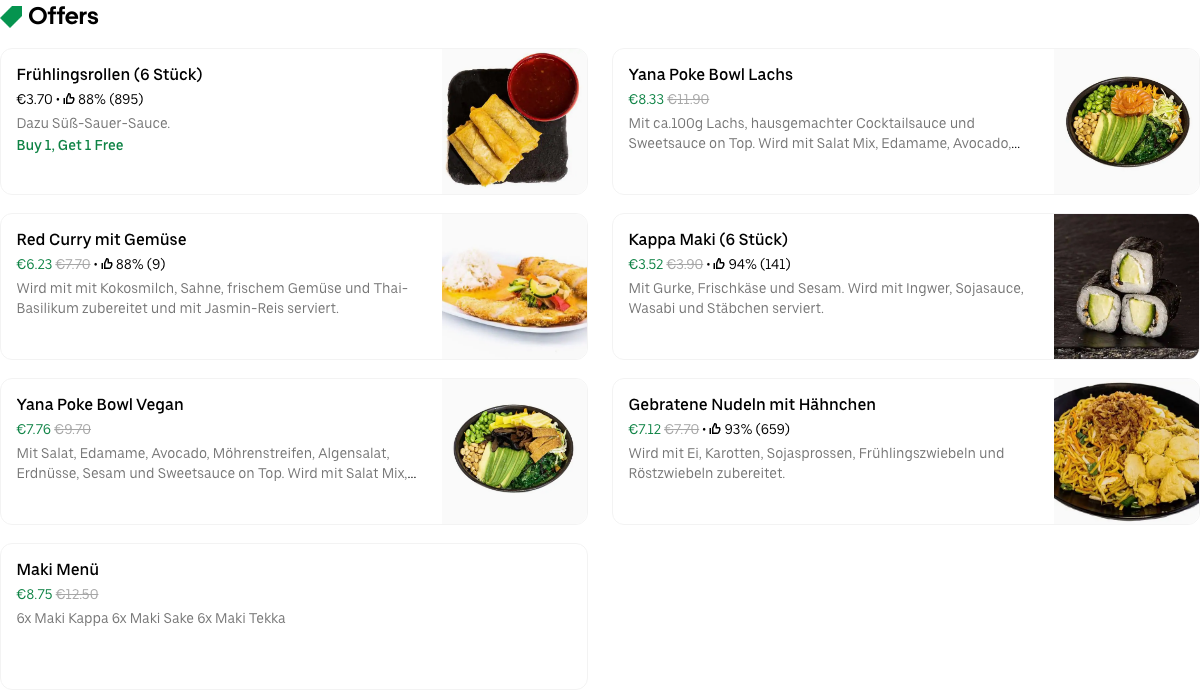 Offers
Frühlingsrollen (6 Stück)
€3.70 • 88% (895)
Dazu Süß-Sauer-Sauce.
Buy 1, Get 1 Free
Yana Poke Bowl Lachs
€8.33 €11.90
Mit ca.100g Lachs, hausgemachter Cocktailsauce und
Sweetsauce on Top. Wird mit Salat Mix, Edamame, Avocado,...
Red Curry mit Gemüse
€6.23 €7.70 • 88% (9)
Wird mit mit Kokosmilch, Sahne, frischem Gemüse und Thai-
Basilikum zubereitet und mit Jasmin-Reis serviert.
Kappa Maki (6 Stück)
€3.52 €3.90 • 94% (141)
Mit Gurke, Frischkäse und Sesam. Wird mit Ingwer, Sojasauce,
Wasabi und Stäbchen serviert.
Yana Poke Bowl Vegan
€7.76 €9.70
Mit Salat, Edamame, Avocado, Möhrenstreifen, Algensalat,
Erdnüsse, Sesam und Sweetsauce on Top. Wird mit Salat Mix,...
Gebratene Nudeln mit Hähnchen
€7.12 €7.70 • 93% (659)
Wird mit Ei, Karotten, Sojasprossen, Frühlingszwiebeln und
Röstzwiebeln zubereitet.
Maki Menü
€8.75 €12.50
6x Maki Kappa 6x Maki Sake 6x Maki Tekka